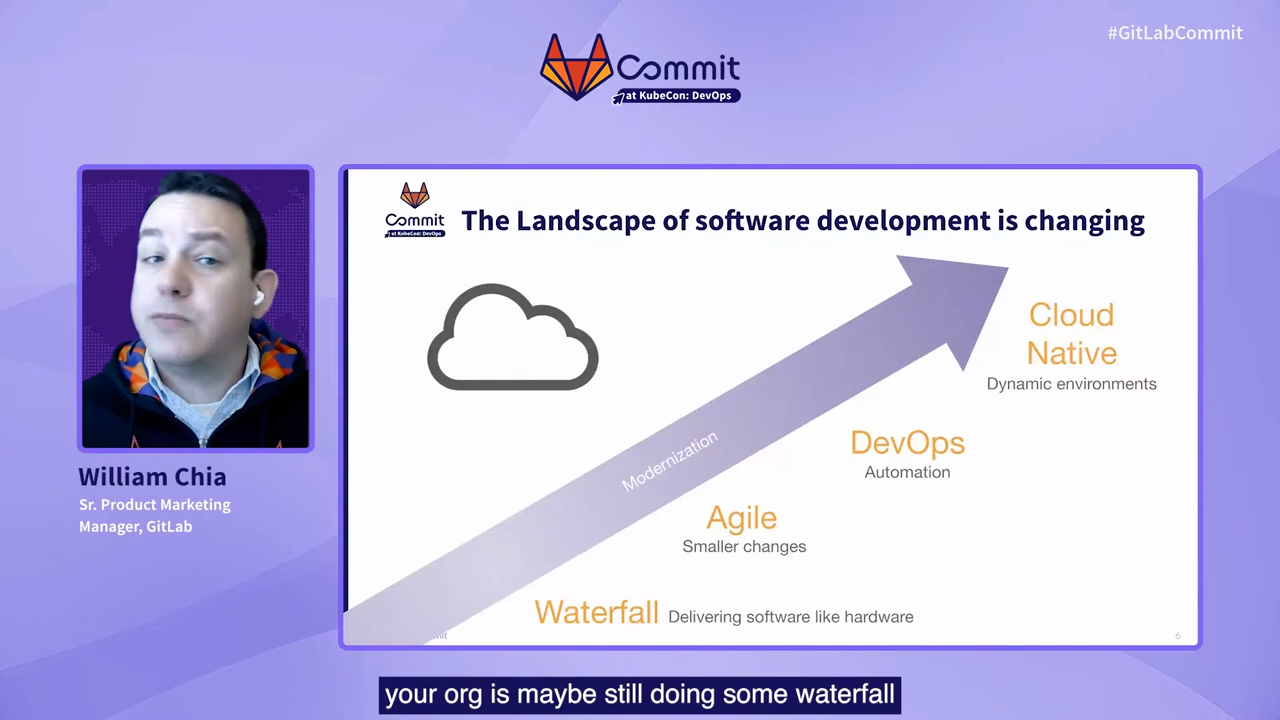 #GitLabCommit
Commit
at KubeCon: DevOps
Commit
at KubeCon: DevOps
The Landscape of software development is changing
Cloud
Native
Dynamic environments
Modernization
DevOps
Automation
Agile
Smaller changes
Waterfall Delivering software like hardware
6
William Chia
Sr. Product Marketing
Manager, GitLab
your org is maybe still doing some waterfall